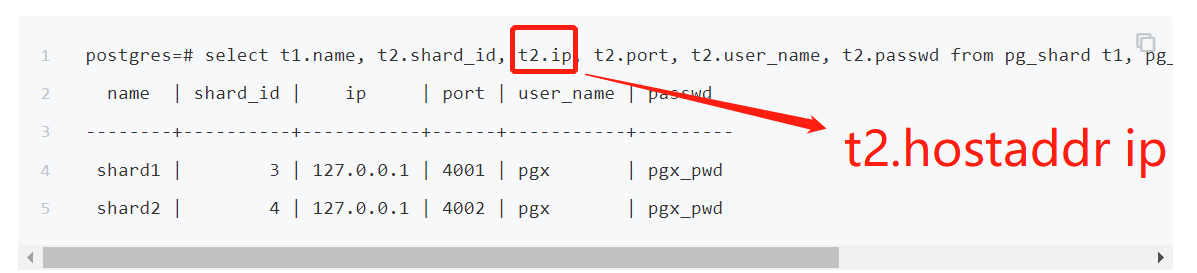 1 postgres=# select t1.name, t2.shard_id, t2.ip, t2.port, t2.user_name, t2.passwd from pg_shard t1, pg_
2 name | shard_id | ip | port | user_name | passwd
3 --------+----------+-----------+------+-----------+---------
t2.hostaddr ip
4 shard1 | 3 | 127.0.0.1 | 4001 | pgx | pgx_pwd
5 shard2 | 4 | 127.0.0.1 | 4002 | pgx | pgx_pwd